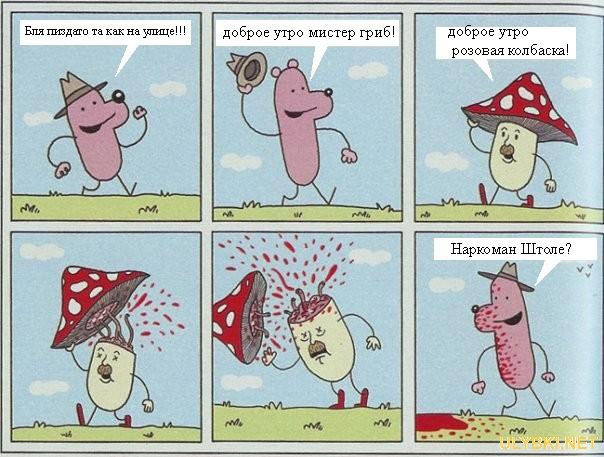 Бля пиздато та как на улице!!!
доброе утро мистер гриб!
доброе утро
розовая колбаска!
Наркоман Штоле?
ULYBKI.NET